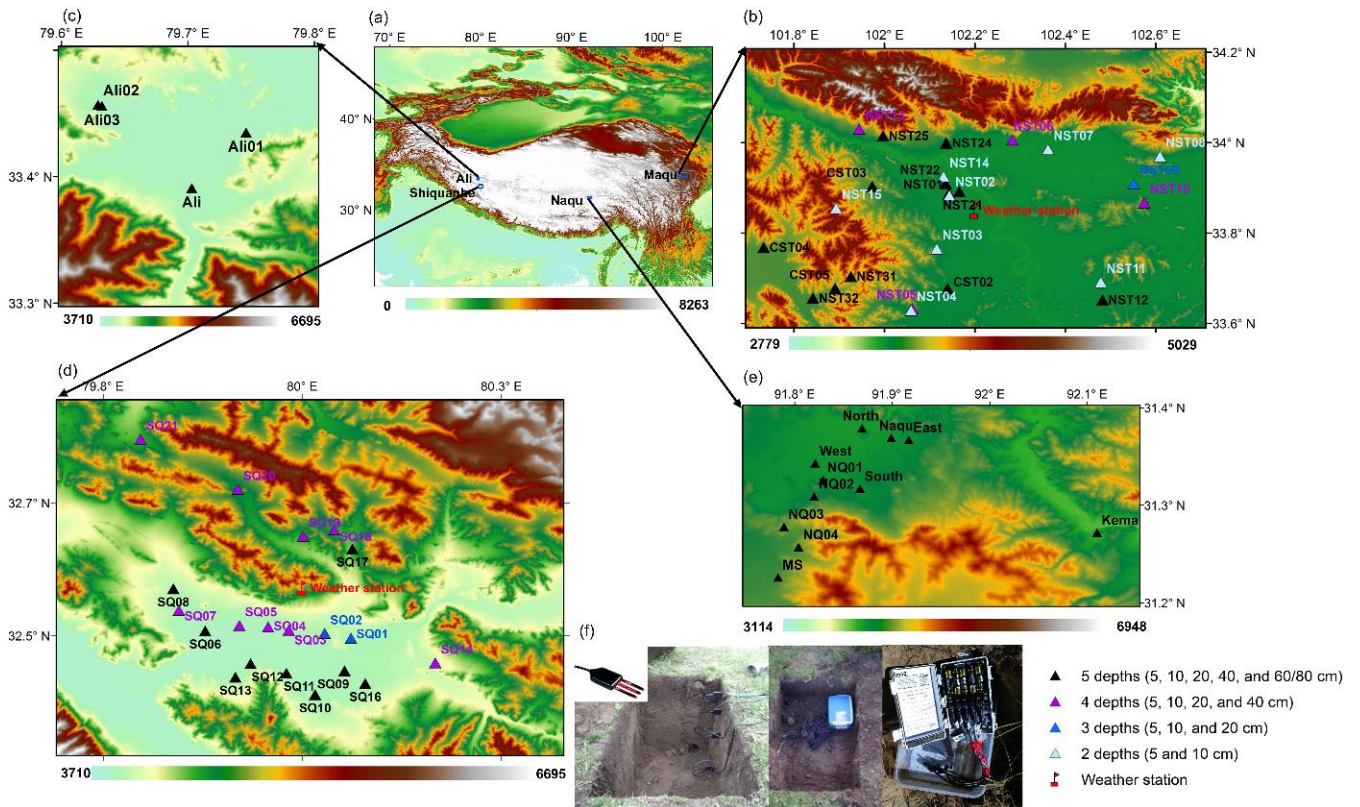 (c)
79.6° E
79.7° E
79.8° E
Ali02
Ali03
Ali01
Ali
33.4° N
33.3° N
3710
6695
(a)
70° E
80° E
90° E
100° E
40° N
30° N
Ali
Shiquanhe
Naqu
Maqu
0
8263
(b)
101.8° E
102.0° E
102.2° E
102.4° E
102.6° E
34.2° N
34° N
33.8° N
33.6° N
NST25
NST24
NST06
NST07
NST08
NST09
NST10
CST03
NST22
NST14
NST01
NST02
NST15
NST21
Weather station
NST03
CST04
CST05
NST31
NST32
CST02
NST05
NST04
NST11
NST12
2779
5029
(d)
79.8° E
80° E
80.3° E
32.7° N
32.5° N
SQ21
SQ20
SQ19
SQ18
SQ17
Weather station
SQ08
SQ07
SQ06
SQ05
SQ04
SQ03
SQ02
SQ01
SQ14
SQ13
SQ12
SQ11
SQ10
SQ09
SQ16
3710
6695
(e)
91.8° E
91.9° E
92° E
92.1° E
31.4° N
31.3° N
31.2° N
North
Naqu
East
West
NQ01
NQ02
South
NQ03
NQ04
MS
Kema
3114
6948
(f)
5 depths (5, 10, 20, 40, and 60/80 cm)
4 depths (5, 10, 20, and 40 cm)
3 depths (5, 10, and 20 cm)
2 depths (5 and 10 cm)
Weather station